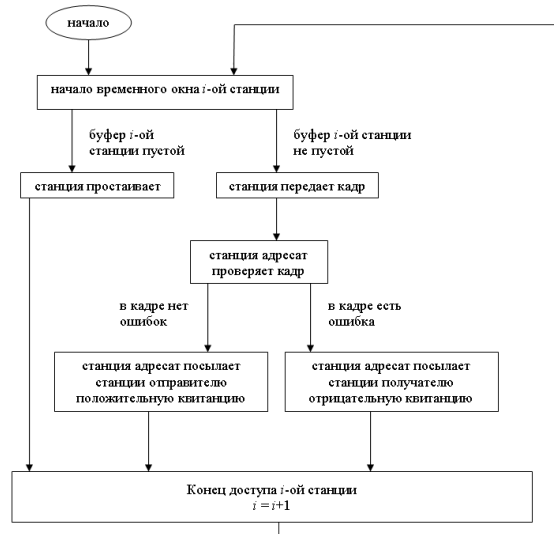 начало
начало временного окна i-ой станции
буфер i-ой
станции пустой
буфер i-ой станции
не пустой
станция простаивает
станция передает кадр
станция адресат
проверяет кадр
в кадре нет
ошибок
в кадре есть
ошибка
станция адресат посылает
станции отправителю
положительную квитанцию
станция адресат посылает
станции получателю
отрицательную квитанцию
Конец доступа i-ой станции
i = i+1